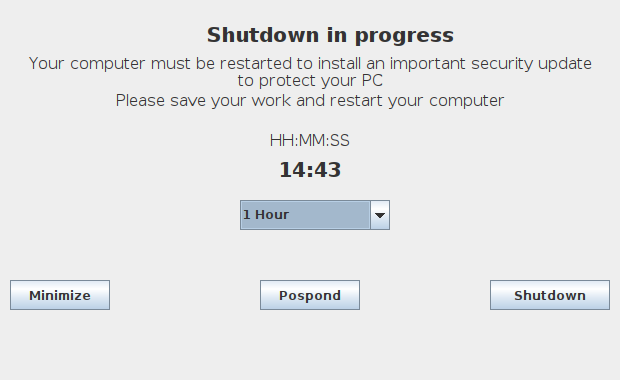 Shutdown in progress
Your computer must be restarted to install an important security update
to protect your PC
Please save your work and restart your computer
HH:MM:SS
14:43
1 Hour
Minimize
Pospond
Shutdown